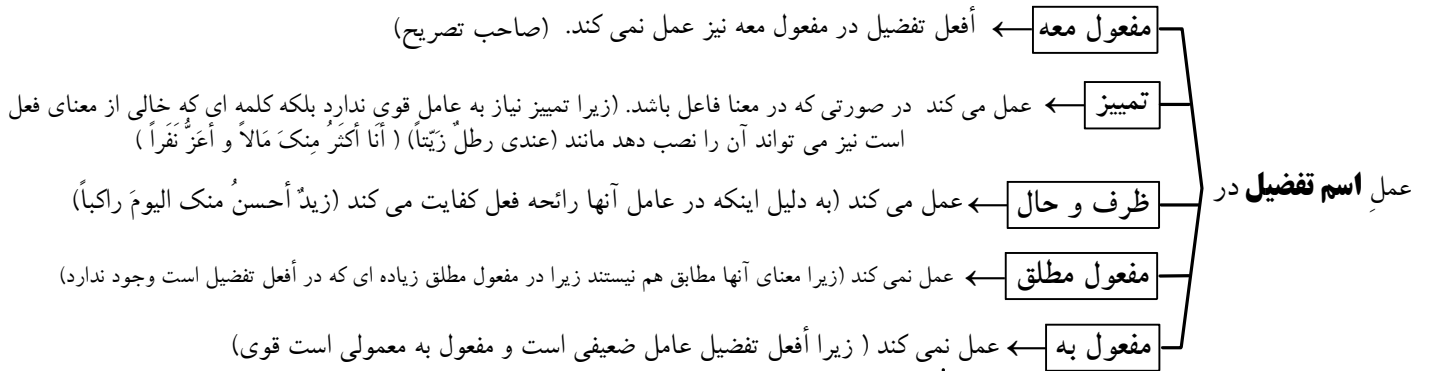 مفعول معه ← أفعل تفضیل در مفعول معه نیز عمل نمی کند. (صاحب تصریح)
تمییز ← عمل می کند در صورتی که در معنا فاعل باشد. (زیرا تمییز نیاز به عامل قوی ندارد بلکه کلمه ای که خالی از معنای فعل
است نیز می تواند آن را نصب دهد مانند (عندی رطلٌ زَیّتاً) ( أنَا أکثَرُ مِنکَ مَالاً و أعَزُّ نَفَراً )
عملِ اسم تفضیل در
ظرف و حال ← عمل می کند (به دلیل اینکه در عامل آنها رائحه فعل کفایت می کند (زیدٌ أحسنُ منک الیومَ راکباً)
مفعول مطلق ← عمل نمی کند (زیرا معنای آنها مطابق هم نیستند زیرا در مفعول مطلق زیاده ای که در أفعل تفضیل است وجود ندارد)
مفعول به ← عمل نمی کند ( زیرا أفعل تفضیل عامل ضعیفی است و مفعول به معمولی است قوی)